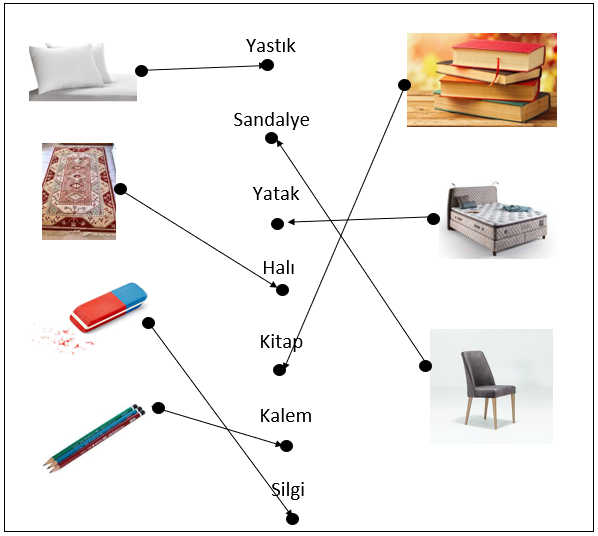 Yastık
Sandalye
Yatak
Halı
Kitap
Kalem
Silgi